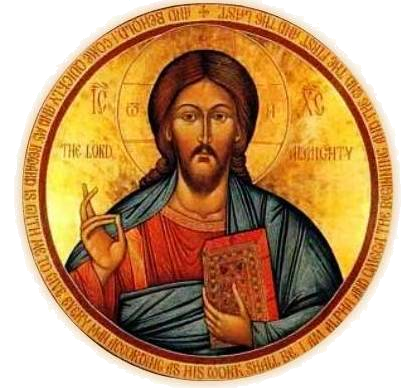 + AND BEHOLD I COME QUICKLY AND MY REWARD IS WITH ME TO GIVE EVERY MAN ACCORDING AS HIS WORK SHALL BE. I AM ALPHA AND OMEGA THE BEGINNING AND THE END THE FIRST AND THE LAST
IC XC
ω Н
THE LORD ALMIGHTY